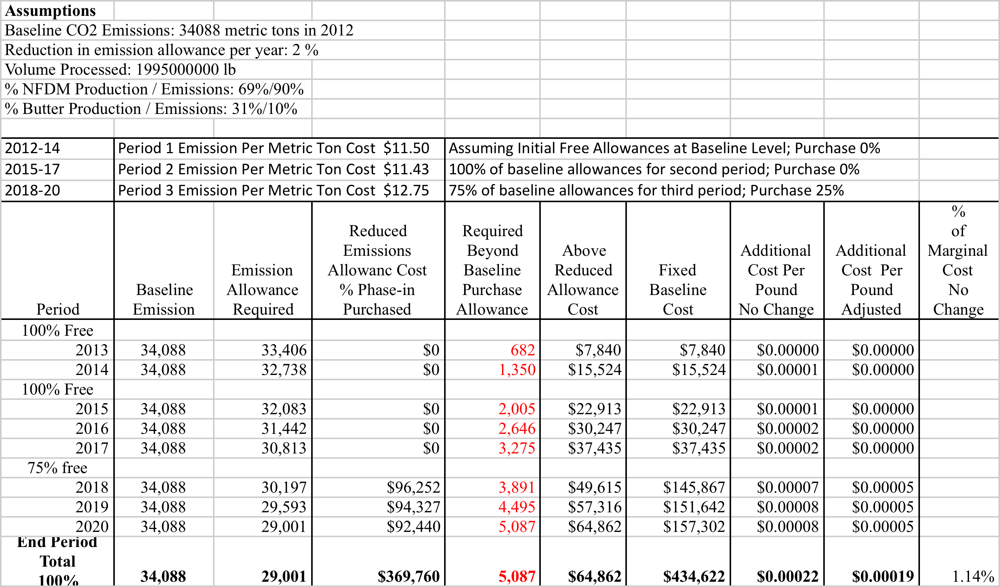 Assumptions
Baseline CO2 Emissions: 34088 metric tons in 2012
Reduction in emission allowance per year: 2 %
Volume Processed: 1995000000 lb
% NFDM Production / Emissions: 69%/90%
% Butter Production / Emissions: 31%/10%
2012-14 Period 1 Emission Per Metric Ton Cost $11.50 Assuming Initial Free Allowances at Baseline Level; Purchase 0%
2015-17 Period 2 Emission Per Metric Ton Cost $11.43 100% of baseline allowances for second period; Purchase 0%
2018-20 Period 3 Emission Per Metric Ton Cost $12.75 75% of baseline allowances for third period; Purchase 25%
Period
Baseline
Emission
Emission
Allowance
Required
Reduced
Emissions
Allowanc Cost
% Phase-in
Purchased
Required
Beyond
Baseline
Purchase
Allowance
Above
Reduced
Allowance
Cost
Fixed
Baseline
Cost
Additional
Cost Per
Pound
No Change
Additional
Cost Per
Pound
Adjusted
%
of
Marginal
Cost
No
Change
100% Free
2013 34,088 33,406 $0 682 $7,840 $7,840 $0.00000 $0.00000
2014 34,088 32,738 $0 1,350 $15,524 $15,524 $0.00001 $0.00000
100% Free
2015 34,088 32,083 $0 2,005 $22,913 $22,913 $0.00001 $0.00000
2016 34,088 31,442 $0 2,646 $30,247 $30,247 $0.00002 $0.00000
2017 34,088 30,813 $0 3,275 $37,435 $37,435 $0.00002 $0.00000
75% free
2018 34,088 30,197 $96,252 3,891 $49,615 $145,867 $0.00007 $0.00005
2019 34,088 29,593 $94,327 4,495 $57,316 $151,642 $0.00008 $0.00005
2020 34,088 29,001 $92,440 5,087 $64,862 $157,302 $0.00008 $0.00005
End Period
Total
100% 34,088 29,001 $369,760 5,087 $64,862 $434,622 $0.00022 $0.00019 1.14%